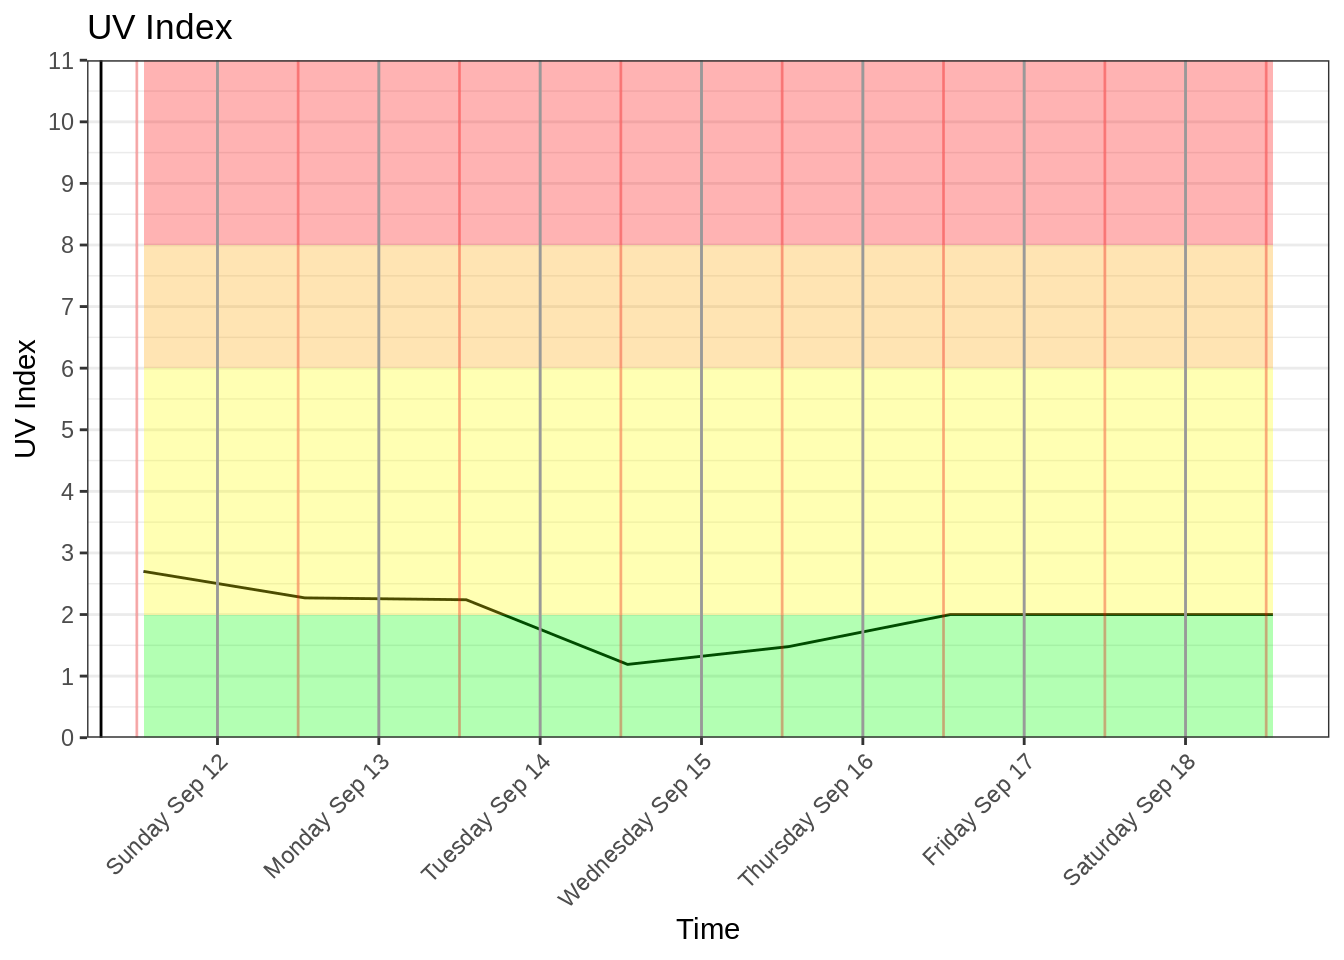 UV Index
11
10
9
8
7
6
5
4
3
2
1
0
UV Index
Sunday Sep 12
Monday Sep 13
Tuesday Sep 14
Wednesday Sep 15
Thursday Sep 16
Friday Sep 17
Saturday Sep 18
Time